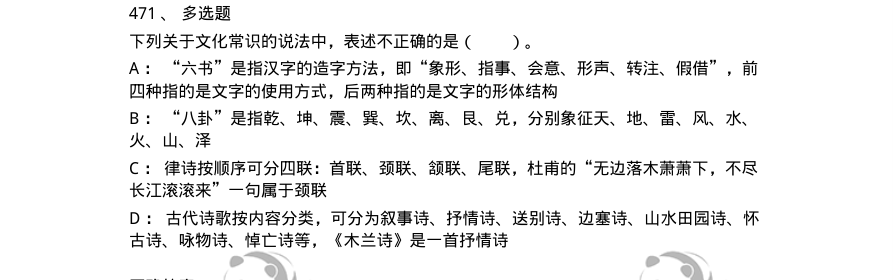 471 、 多选题
下列关于文化常识的说法中，表述不正确的是（　　）。
A ： “六书”是指汉字的造字方法，即“象形、指事、会意、形声、转注、假借”，前
四种指的是文字的使用方式，后两种指的是文字的形体结构
B ： “八卦”是指乾、坤、震、巽、坎、离、艮、兑，分别象征天、地、雷、风、水、
火、山、泽
C ： 律诗按顺序可分四联：首联、颈联、颔联、尾联，杜甫的“无边落木萧萧下，不尽
长江滚滚来”一句属于颈联
D ： 古代诗歌按内容分类，可分为叙事诗、抒情诗、送别诗、边塞诗、山水田园诗、怀
古诗、咏物诗、悼亡诗等，《木兰诗》是一首抒情诗